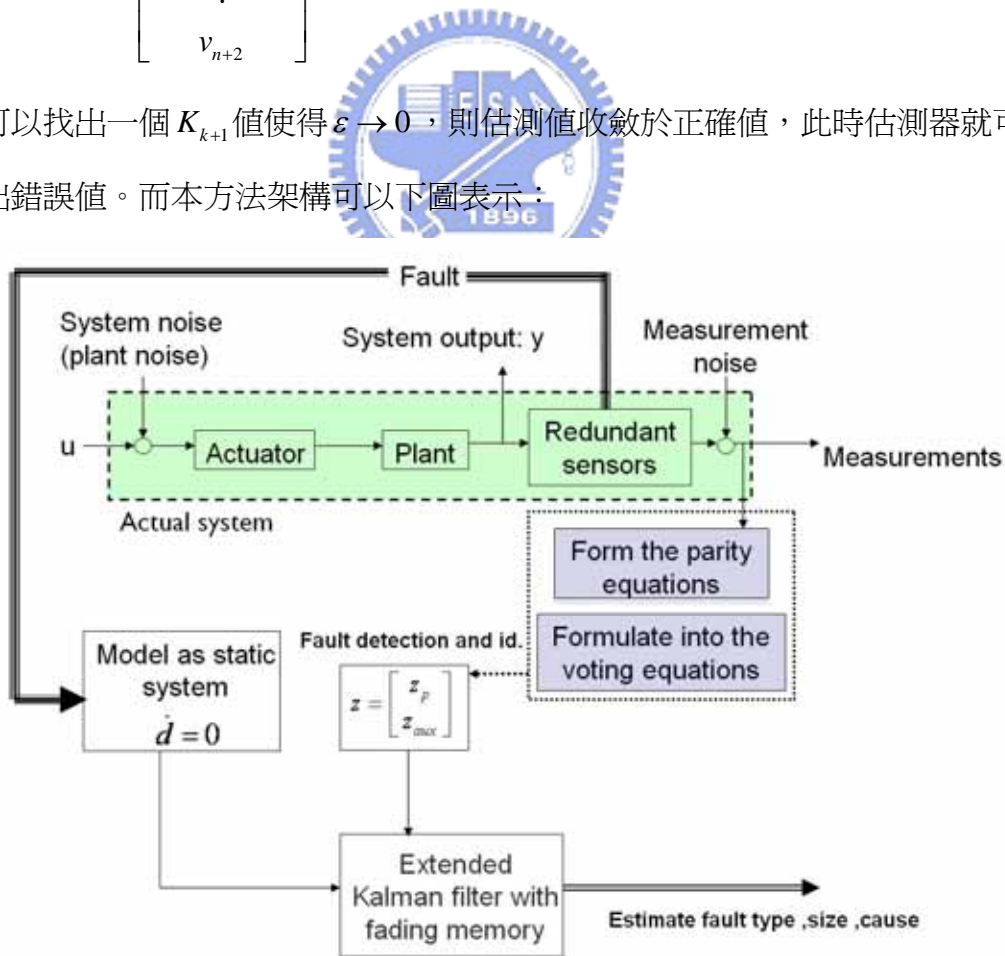 v_{n+2}
可以找出一個 K_{k+1} 值使得 ε → 0，則估測值收斂於正確值，此時估測器就可
出錯誤值。而本方法架構可以下圖表示：
1896
Fault
System noise
(plant noise)
System output: y
Measurement
noise
u
Actuator
Plant
Redundant
sensors
Measurements
Actual system
Form the parity
equations
Formulate into the
voting equations
Fault detection and id.
Model as static
system
ḋ = 0
z = [ z_p
z_{aux} ]
Extended
Kalman filter with
fading memory
Estimate fault type ,size ,cause